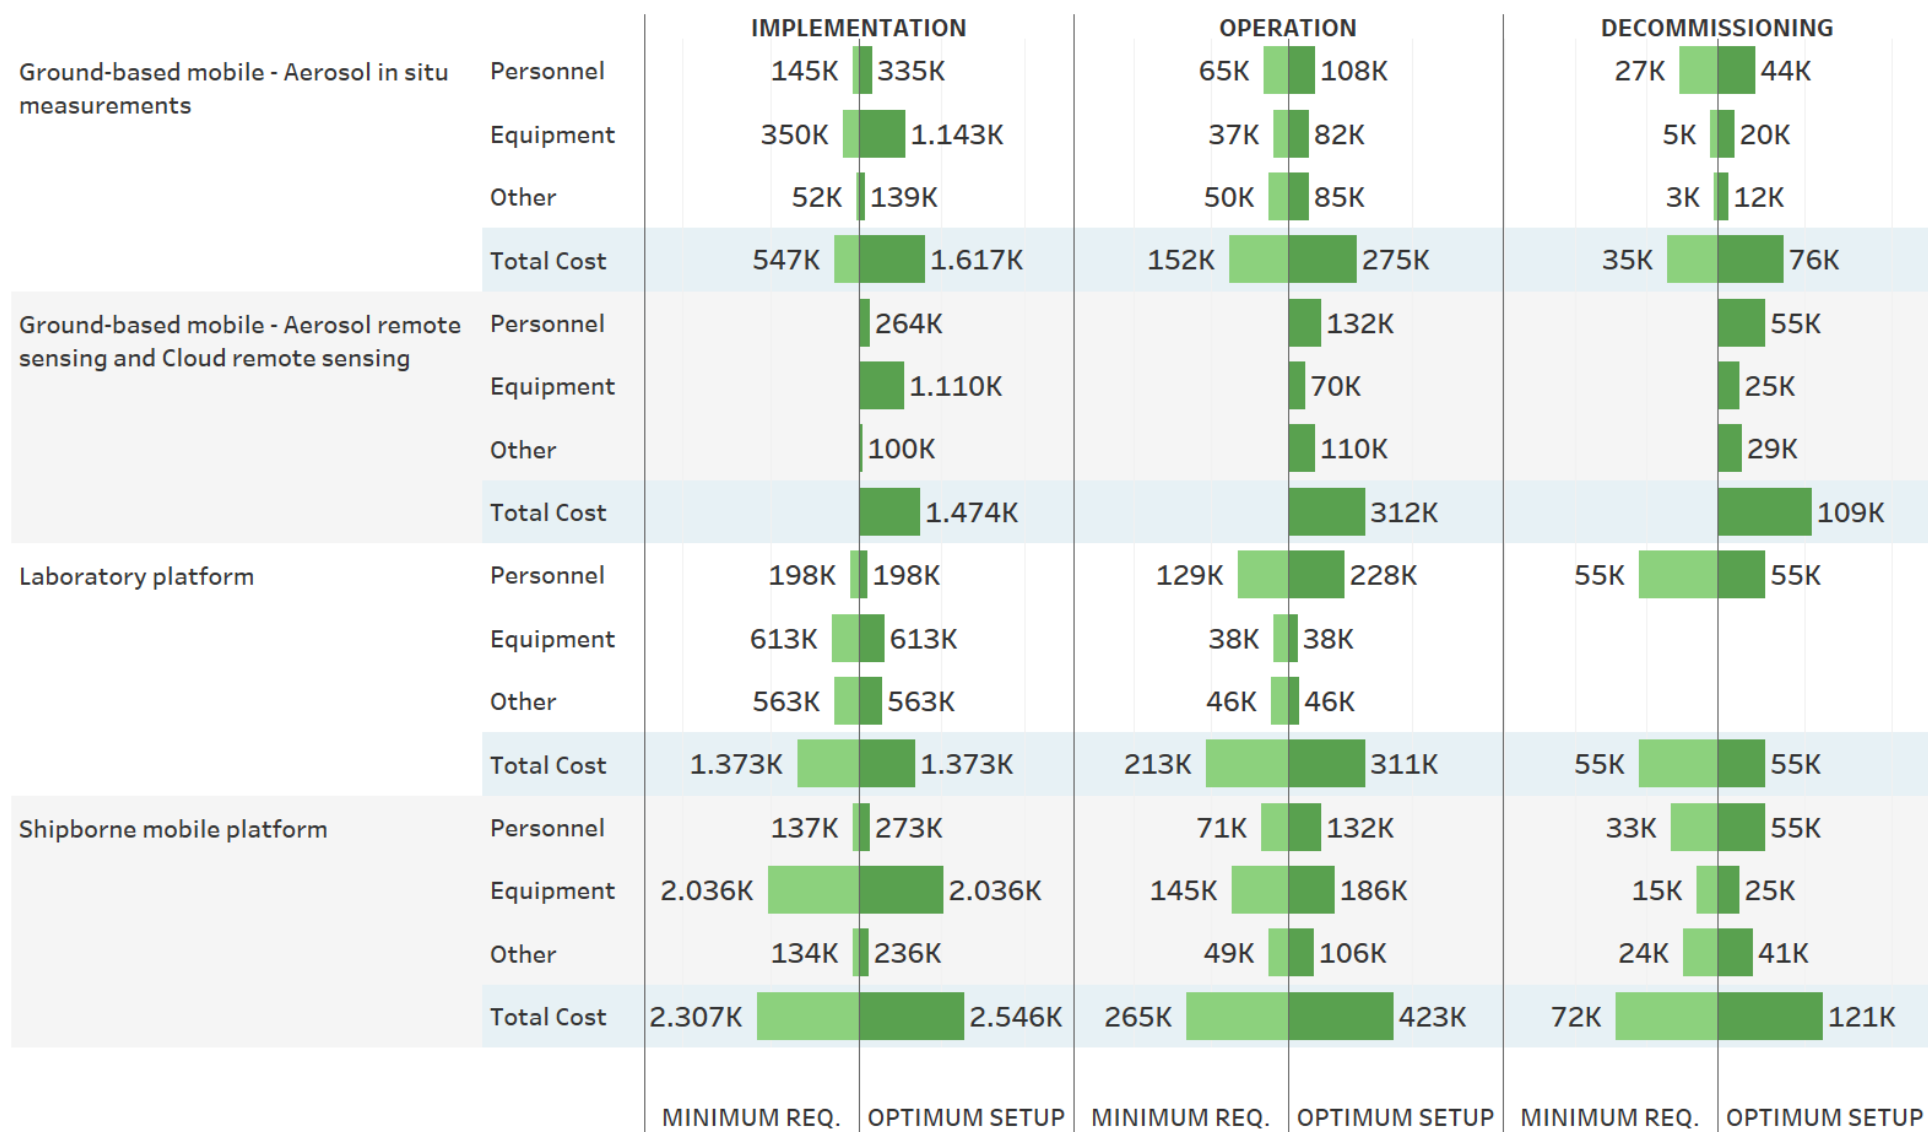 IMPLEMENTATION OPERATION DECOMMISSIONING
Ground-based mobile - Aerosol in situ
measurements
Personnel 145K 335K 65K 108K 27K 44K
Equipment 350K 1.143K 37K 82K 5K 20K
Other 52K 139K 50K 85K 3K 12K
Total Cost 547K 1.617K 152K 275K 35K 76K
Ground-based mobile - Aerosol remote
sensing and Cloud remote sensing
Personnel 264K 132K 55K
Equipment 1.110K 70K 25K
Other 100K 110K 29K
Total Cost 1.474K 312K 109K
Laboratory platform
Personnel 198K 198K 129K 228K 55K 55K
Equipment 613K 613K 38K 38K
Other 563K 563K 46K 46K
Total Cost 1.373K 1.373K 213K 311K 55K 55K
Shipborne mobile platform
Personnel 137K 273K 71K 132K 33K 55K
Equipment 2.036K 2.036K 145K 186K 15K 25K
Other 134K 236K 49K 106K 24K 41K
Total Cost 2.307K 2.546K 265K 423K 72K 121K
MINIMUM REQ. OPTIMUM SETUP MINIMUM REQ. OPTIMUM SETUP MINIMUM REQ. OPTIMUM SETUP